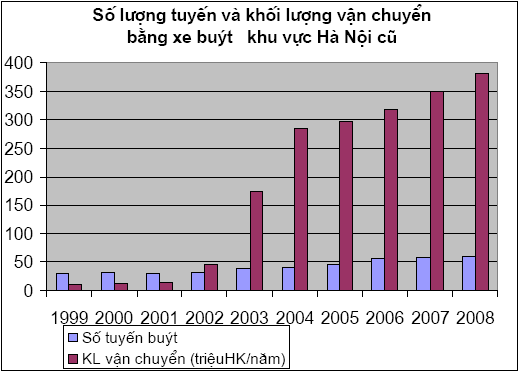 Số lượng tuyến và khối lượng vận chuyển
bằng xe buýt khu vực Hà Nội cũ
400
350
300
250
200
150
100
50
0
1999 2000 2001 2002 2003 2004 2005 2006 2007 2008
Số tuyến buýt
KL vận chuyển (triệuHK/năm)